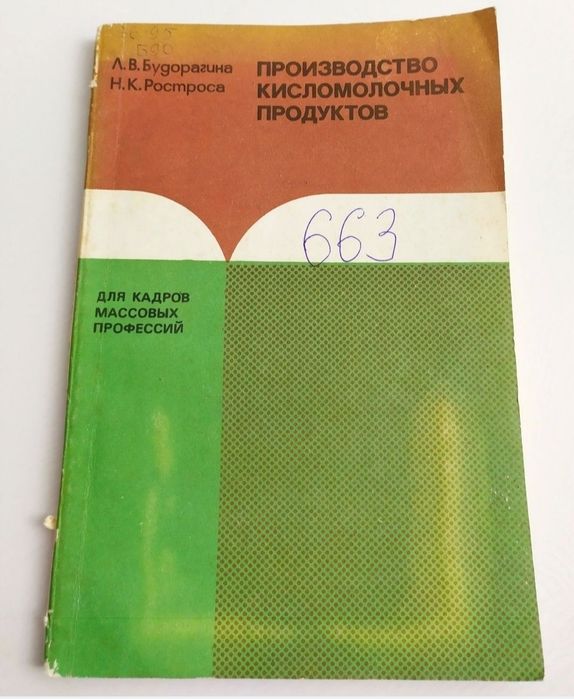 Л.В.Будорагина
Н.К.Ростроса
ПРОИЗВОДСТВО
КИСЛОМОЛОЧНЫХ
ПРОДУКТОВ
663
ДЛЯ КАДРОВ
МАССОВЫХ
ПРОФЕССИЙ